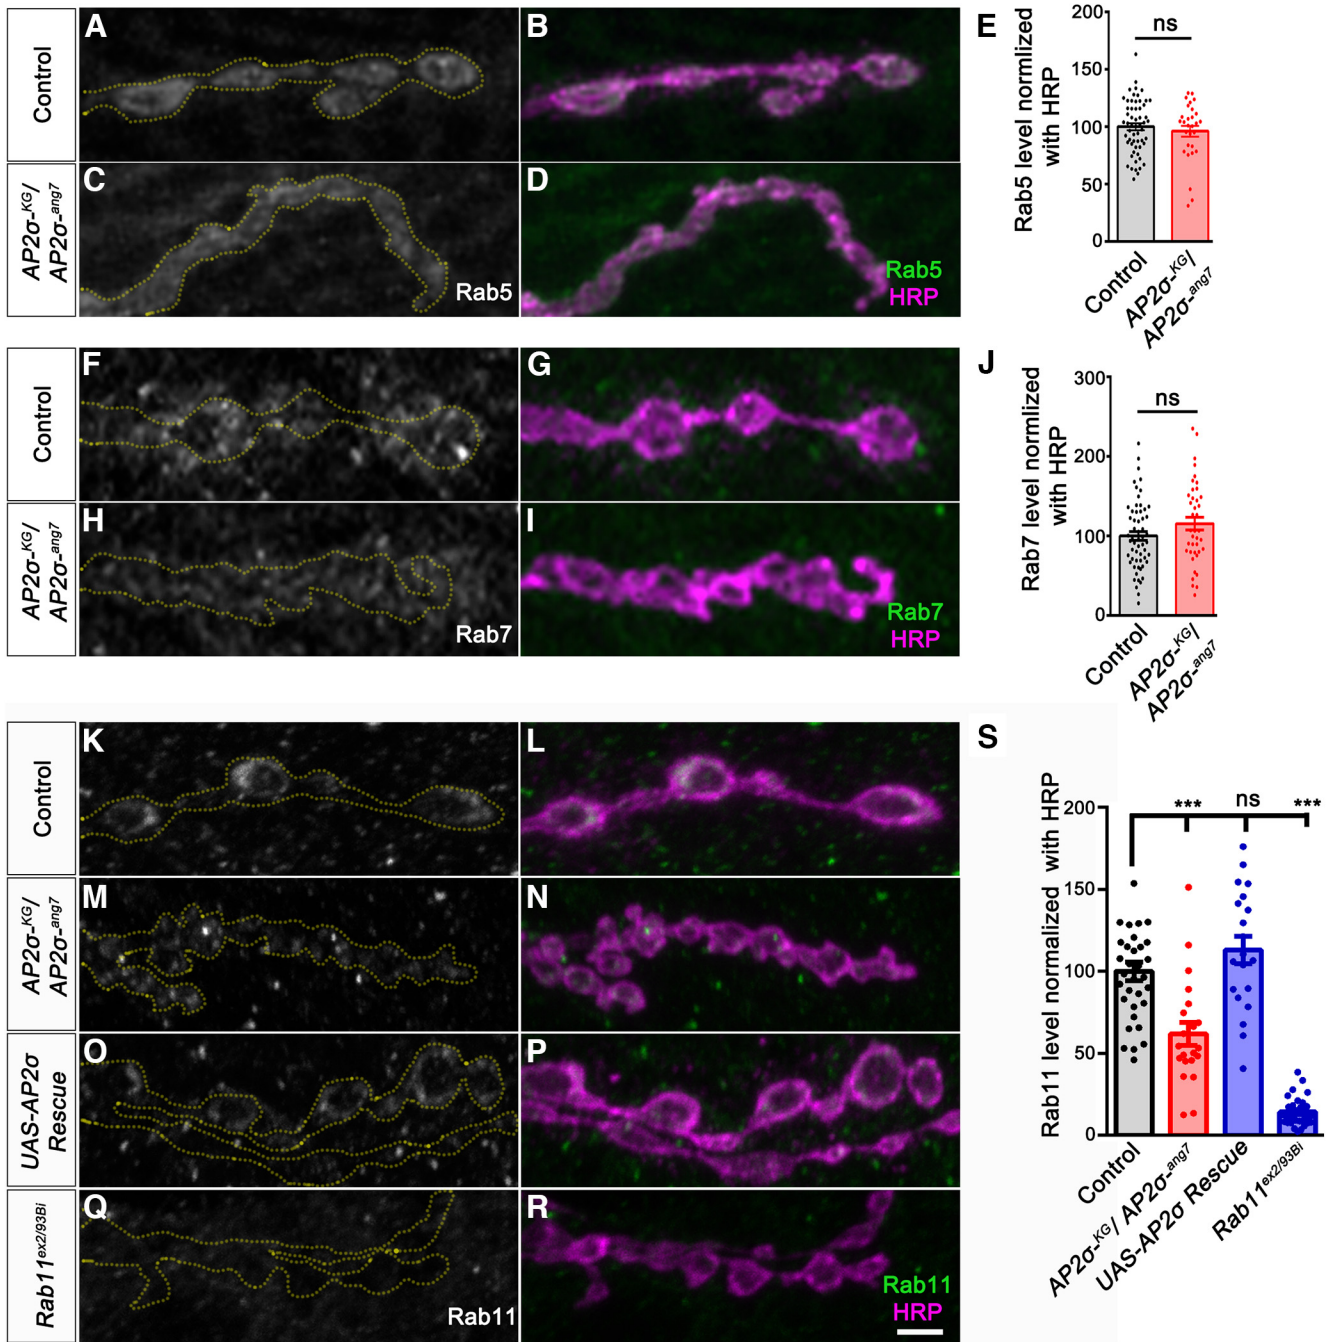 A
B
E
Control
200
150
100
50
0
ns
Rab5 level normlized
with HRP
C
D
AP2σ-ᴷᴳ/
AP2σ-ᵃⁿᵍ⁷
Rab5
Rab5
HRP
Control
AP2σ-ᴷᴳ/
AP2σ-ᵃⁿᵍ⁷
F
G
J
Control
300
200
100
0
ns
Rab7 level normlized
with HRP
H
I
AP2σ-ᴷᴳ/
AP2σ-ᵃⁿᵍ⁷
Rab7
Rab7
HRP
Control
AP2σ-ᴷᴳ/
AP2σ-ᵃⁿᵍ⁷
K
L
S
Control
M
N
AP2σ-ᴷᴳ/
AP2σ-ᵃⁿᵍ⁷
O
P
UAS-AP2σ
Rescue
Q
R
Rab11ᵉˣ²/⁹³ᴮⁱ
Rab11
Rab11
HRP
*** ns ***
200
150
100
50
0
Rab11 level normalized with HRP
Control
AP2σ-ᴷᴳ/ AP2σ-ᵃⁿᵍ⁷
UAS-AP2σ Rescue
Rab11ᵉˣ²/⁹³ᴮⁱ